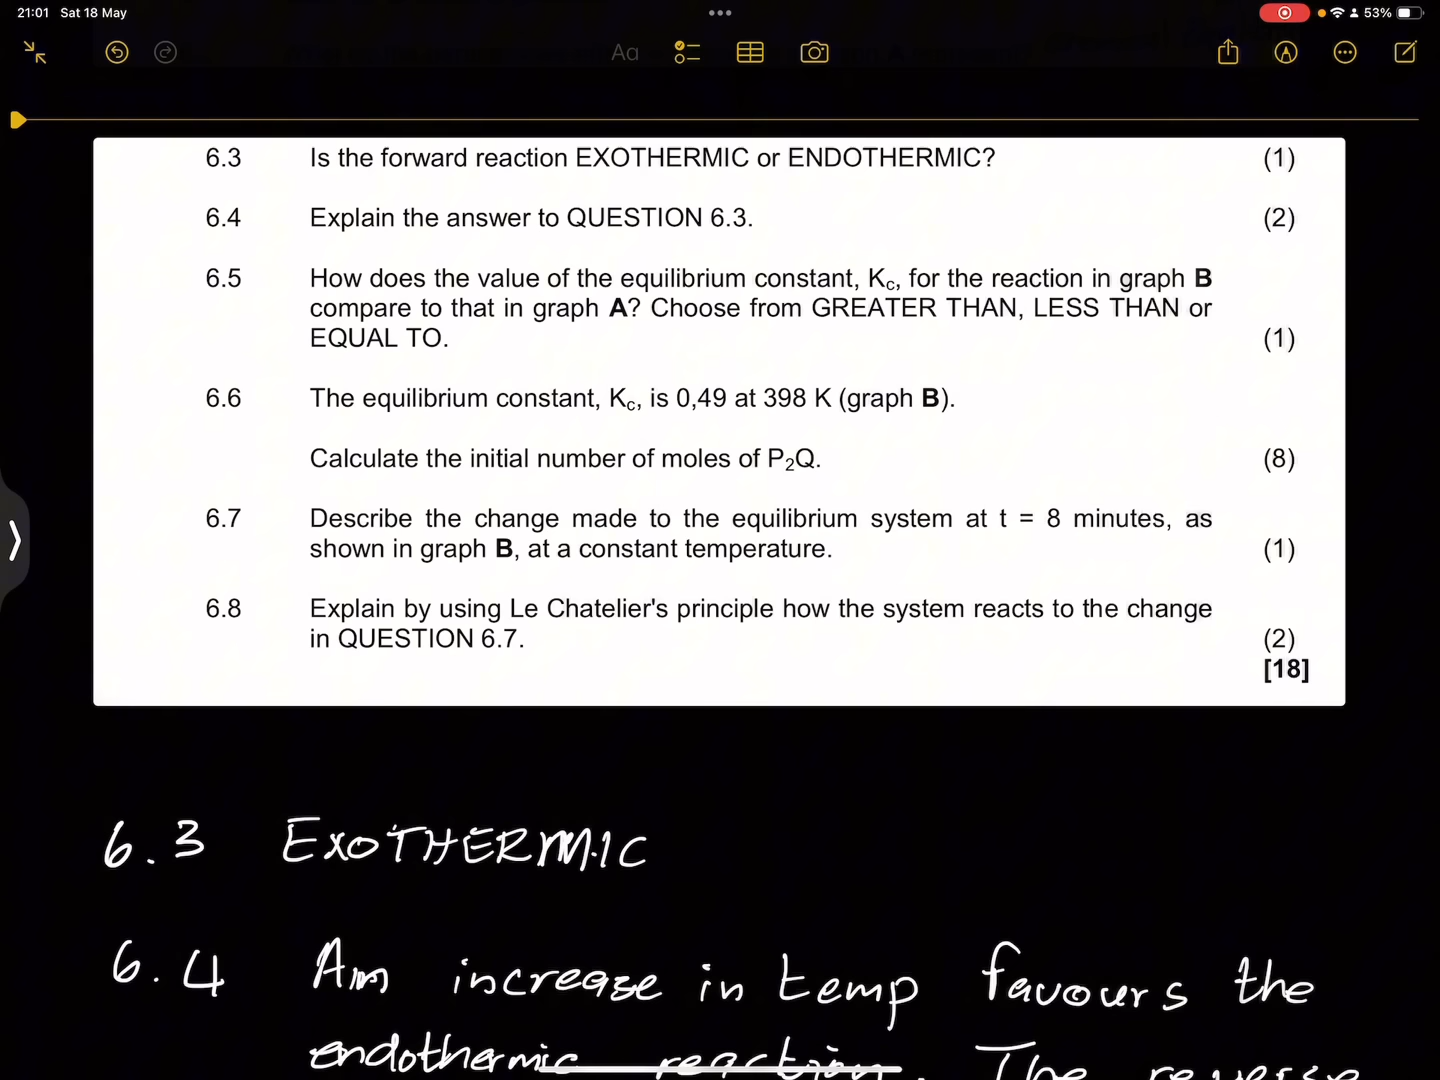 21:01 Sat 18 May
53%
Aa
6.3 Is the forward reaction EXOTHERMIC or ENDOTHERMIC? (1)
6.4 Explain the answer to QUESTION 6.3. (2)
6.5 How does the value of the equilibrium constant, Kc, for the reaction in graph B
compare to that in graph A? Choose from GREATER THAN, LESS THAN or
EQUAL TO. (1)
6.6 The equilibrium constant, Kc, is 0,49 at 398 K (graph B).
Calculate the initial number of moles of P₂Q. (8)
6.7 Describe the change made to the equilibrium system at t = 8 minutes, as
shown in graph B, at a constant temperature. (1)
6.8 Explain by using Le Chatelier's principle how the system reacts to the change
in QUESTION 6.7. (2)
[18]
6.3 EXOTHERMIC
6.4 An increase in temp favours the
endothermic reaction. The reverse